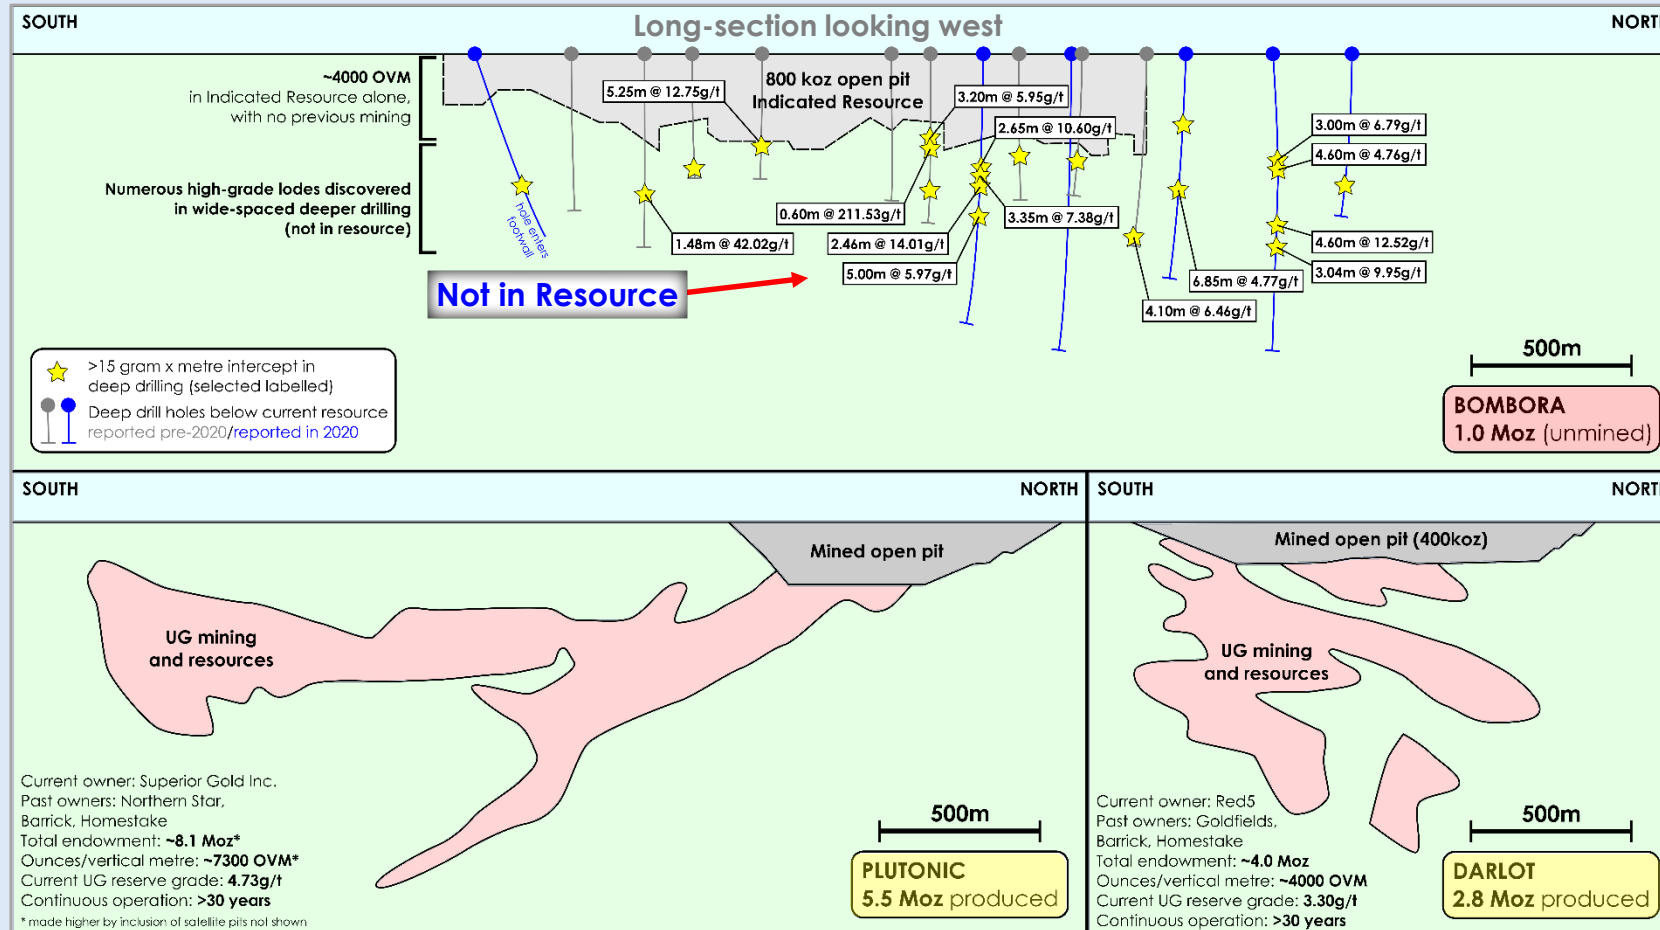 SOUTH
Long-section looking west
NORTH
~4000 OVM
in Indicated Resource alone,
with no previous mining
800 koz open pit
Indicated Resource
5.25m @ 12.75g/t
3.20m @ 5.95g/t
2.65m @ 10.60g/t
3.00m @ 6.79g/t
4.60m @ 4.76g/t
Numerous high-grade lodes discovered
in wide-spaced deeper drilling
(not in resource)
hole enters
footwall
0.60m @ 211.53g/t
3.35m @ 7.38g/t
1.48m @ 42.02g/t
2.46m @ 14.01g/t
4.60m @ 12.52g/t
5.00m @ 5.97g/t
3.04m @ 9.95g/t
6.85m @ 4.77g/t
4.10m @ 6.46g/t
Not in Resource
>15 gram x metre intercept in
deep drilling (selected labelled)
Deep drill holes below current resource
reported pre-2020/reported in 2020
500m
BOMBORA
1.0 Moz (unmined)
SOUTH
NORTH
Mined open pit
UG mining
and resources
Current owner: Superior Gold Inc.
Past owners: Northern Star,
Barrick, Homestake
Total endowment: ~8.1 Moz*
Ounces/vertical metre: ~7300 OVM*
Current UG reserve grade: 4.73g/t
Continuous operation: >30 years
* made higher by inclusion of satellite pits not shown
500m
PLUTONIC
5.5 Moz produced
SOUTH
NORTH
Mined open pit (400koz)
UG mining
and resources
Current owner: Red5
Past owners: Goldfields,
Barrick, Homestake
Total endowment: ~4.0 Moz
Ounces/vertical metre: ~4000 OVM
Current UG reserve grade: 3.30g/t
Continuous operation: >30 years
500m
DARLOT
2.8 Moz produced